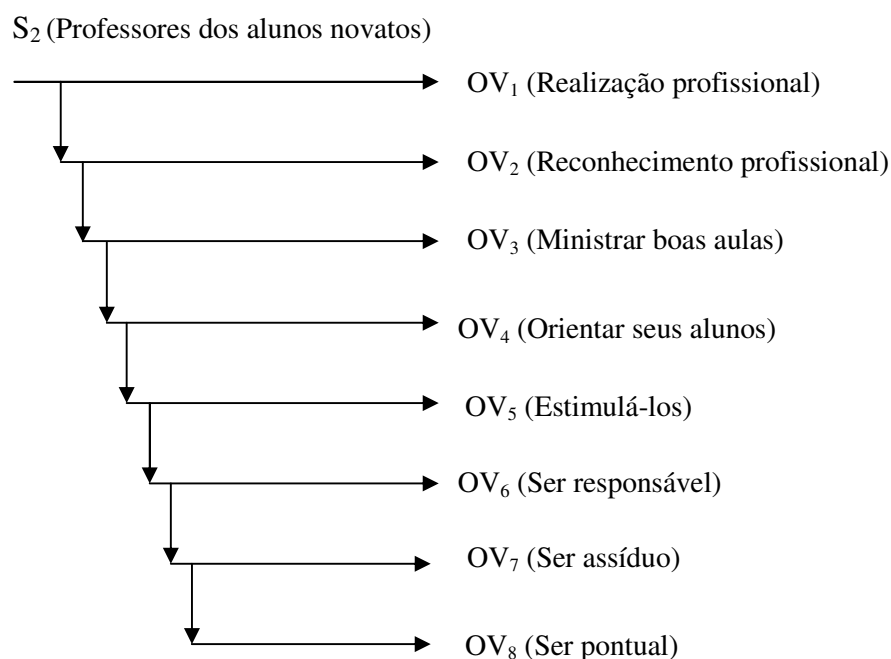 S₂ (Professores dos alunos novatos)
OV₁ (Realização profissional)
OV₂ (Reconhecimento profissional)
OV₃ (Ministrar boas aulas)
OV₄ (Orientar seus alunos)
OV₅ (Estimulá-los)
OV₆ (Ser responsável)
OV₇ (Ser assíduo)
OV₈ (Ser pontual)